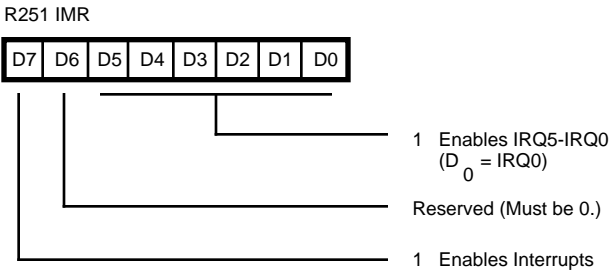 R251 IMR
D7 D6 D5 D4 D3 D2 D1 D0
1 Enables IRQ5-IRQ0
(D0 = IRQ0)
Reserved (Must be 0.)
1 Enables Interrupts